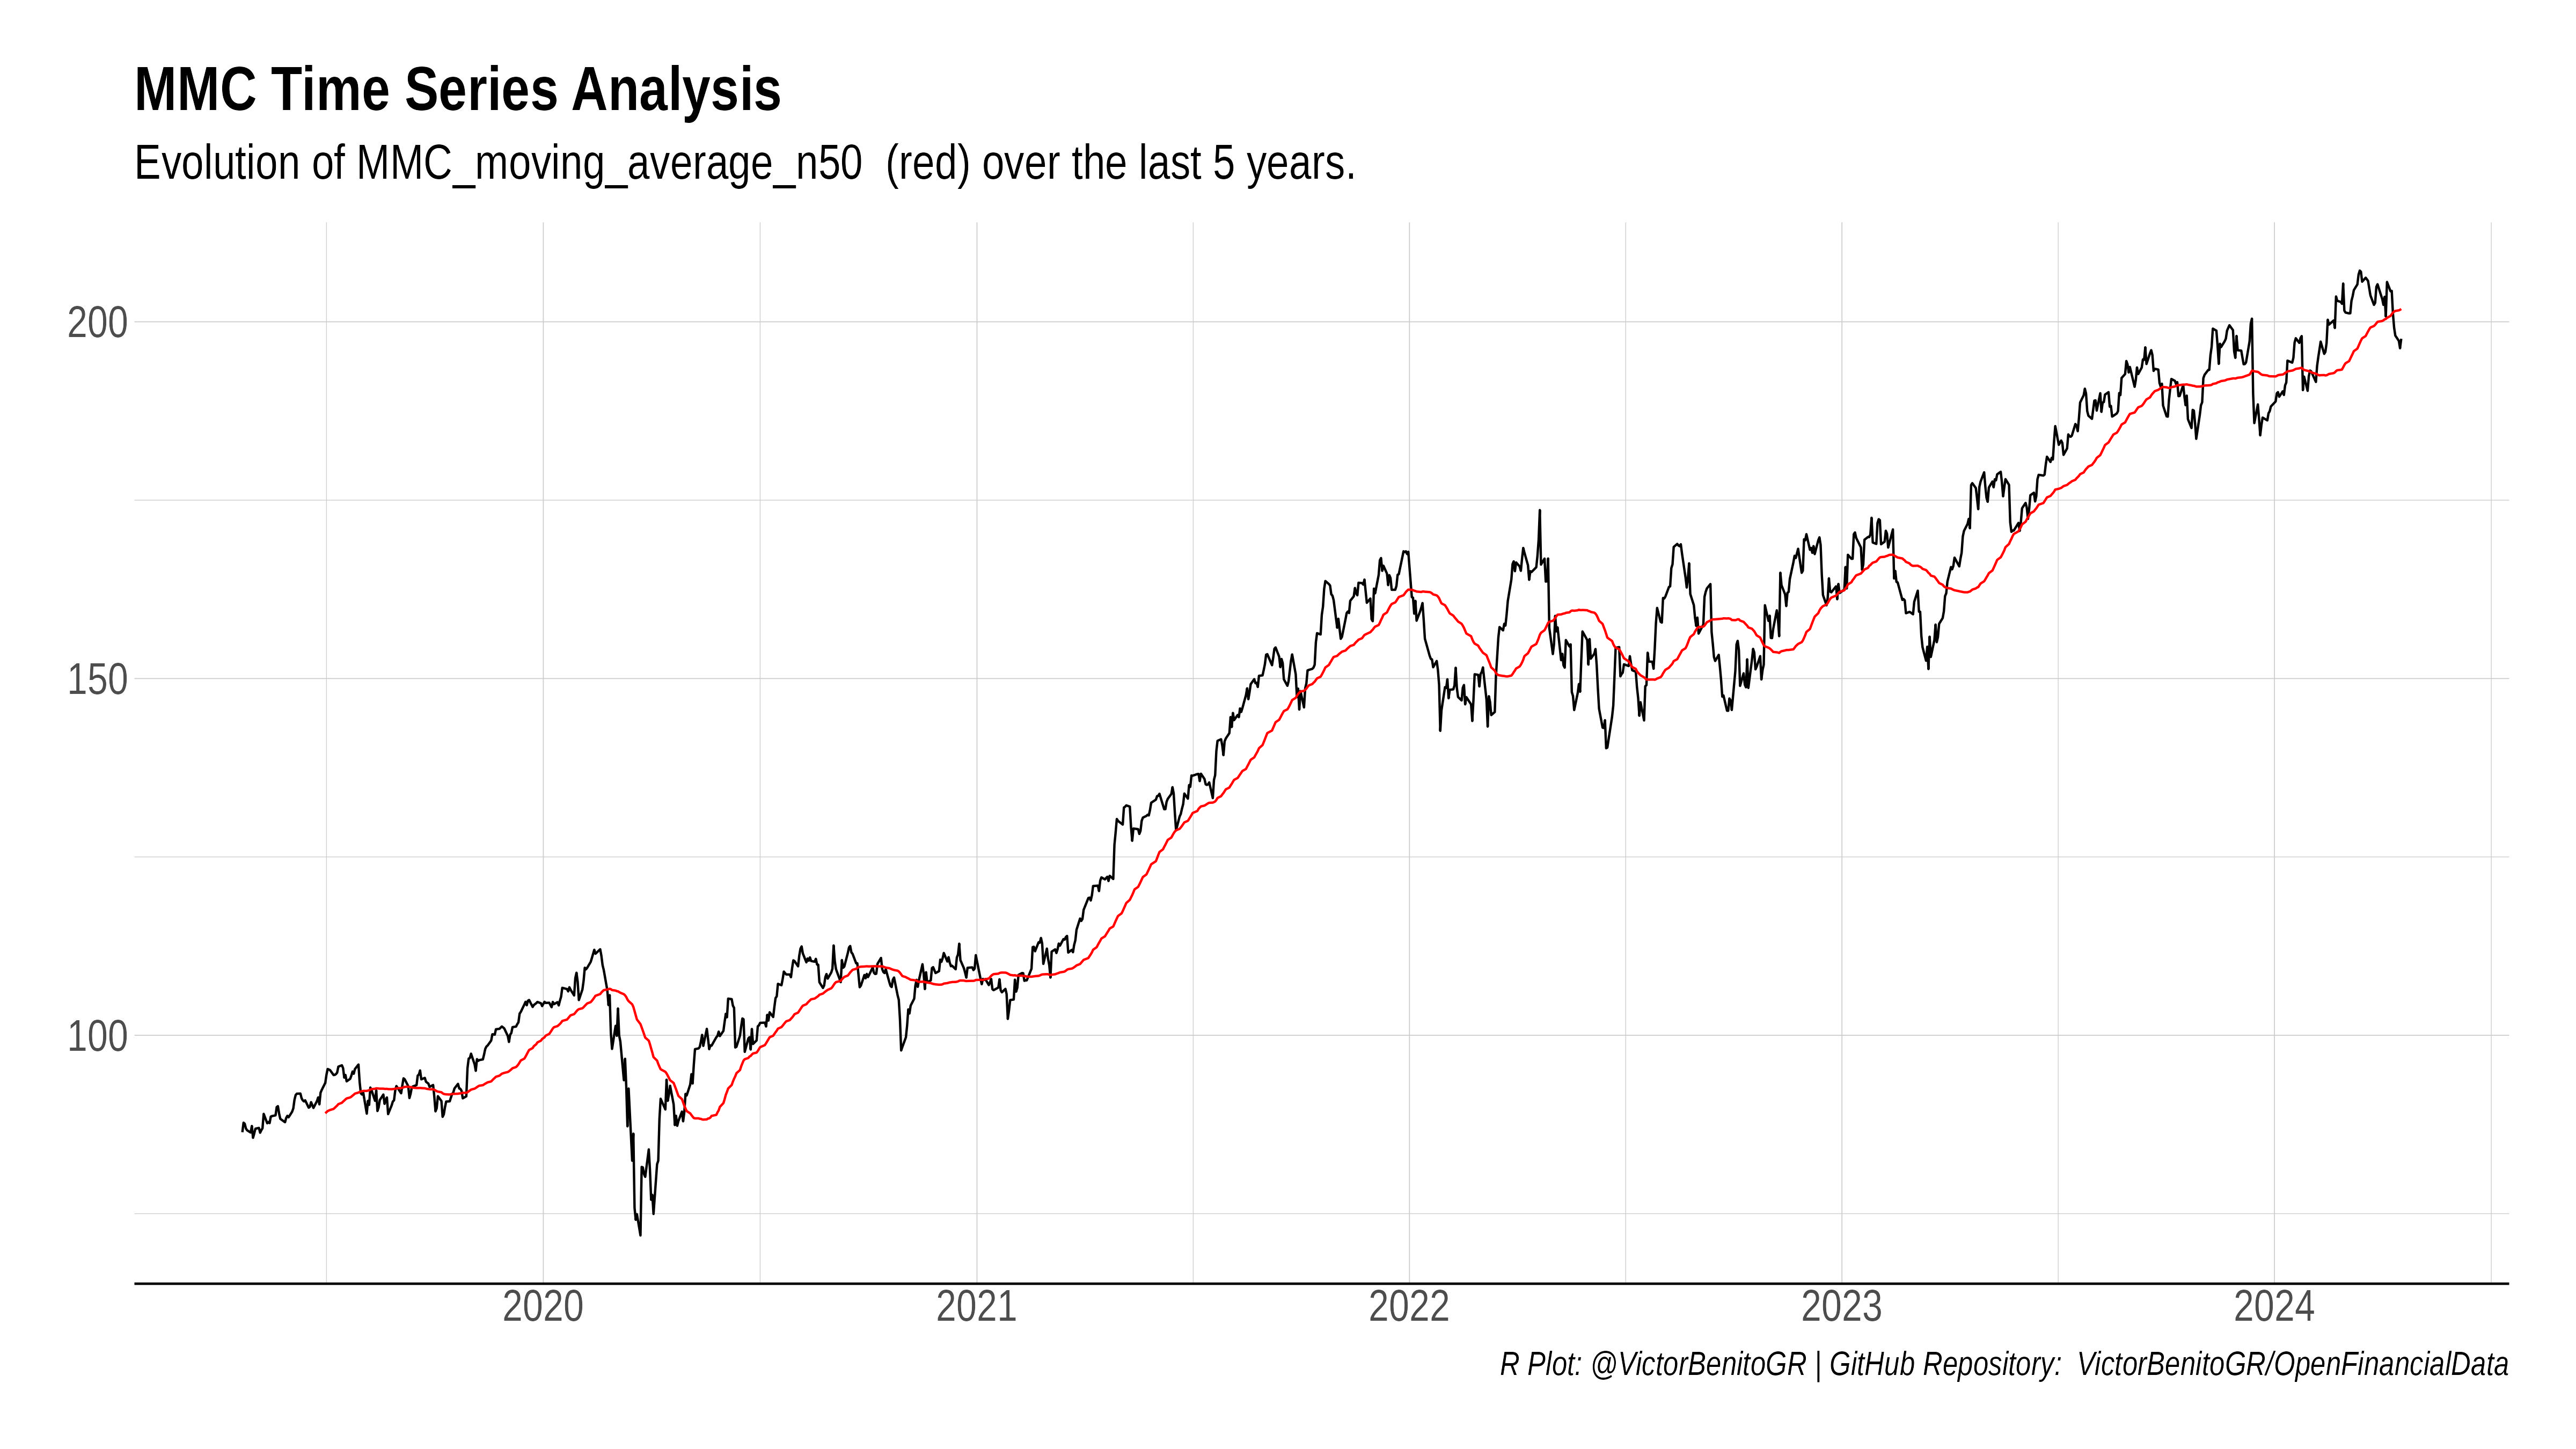 MMC Time Series Analysis
Evolution of MMC_moving_average_n50  (red) over the last 5 years.
200
150
100
2020 2021 2022 2023 2024
R Plot: @VictorBenitoGR | GitHub Repository:  VictorBenitoGR/OpenFinancialData